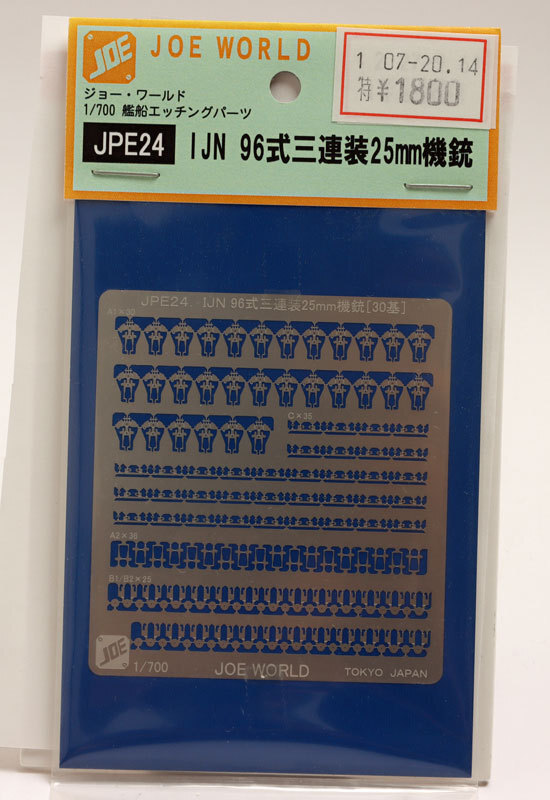 JOE
JOE WORLD
1 07-20.14
特¥1800
ジョー・ワールド
1/700 艦船エッチングパーツ
JPE24
IJN 96式三連装25mm機銃
JPE24. IJN 96式三連装25mm機銃[30基]
A1×30
C×35
A2×36
B1/B2×25
JOE
1/700
JOE WORLD
TOKYO JAPAN